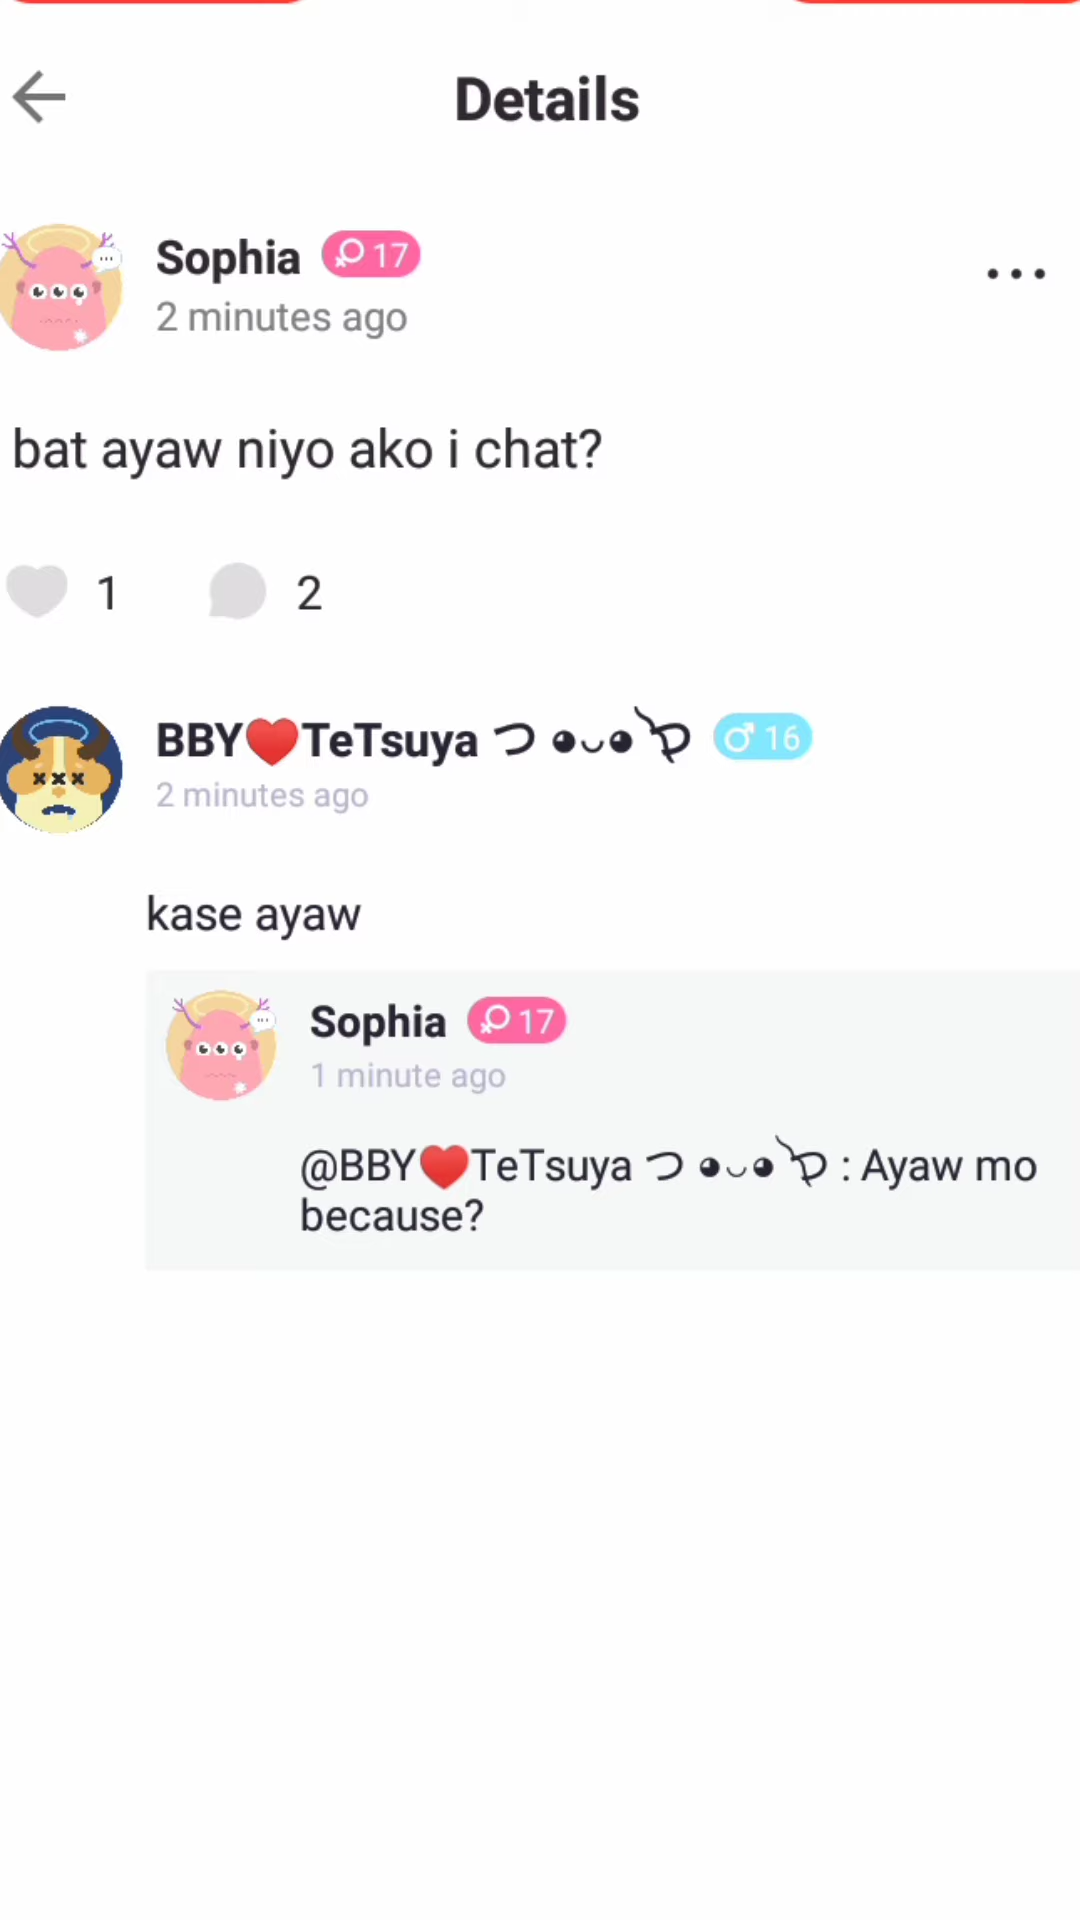 Details
Sophia 17
2 minutes ago
bat ayaw niyo ako i chat?
1 2
BBY❤️TeTsuya つ ◕◡◕ 16
2 minutes ago
kase ayaw
Sophia 17
1 minute ago
@BBY❤️TeTsuya つ ◕◡◕ : Ayaw mo
because?